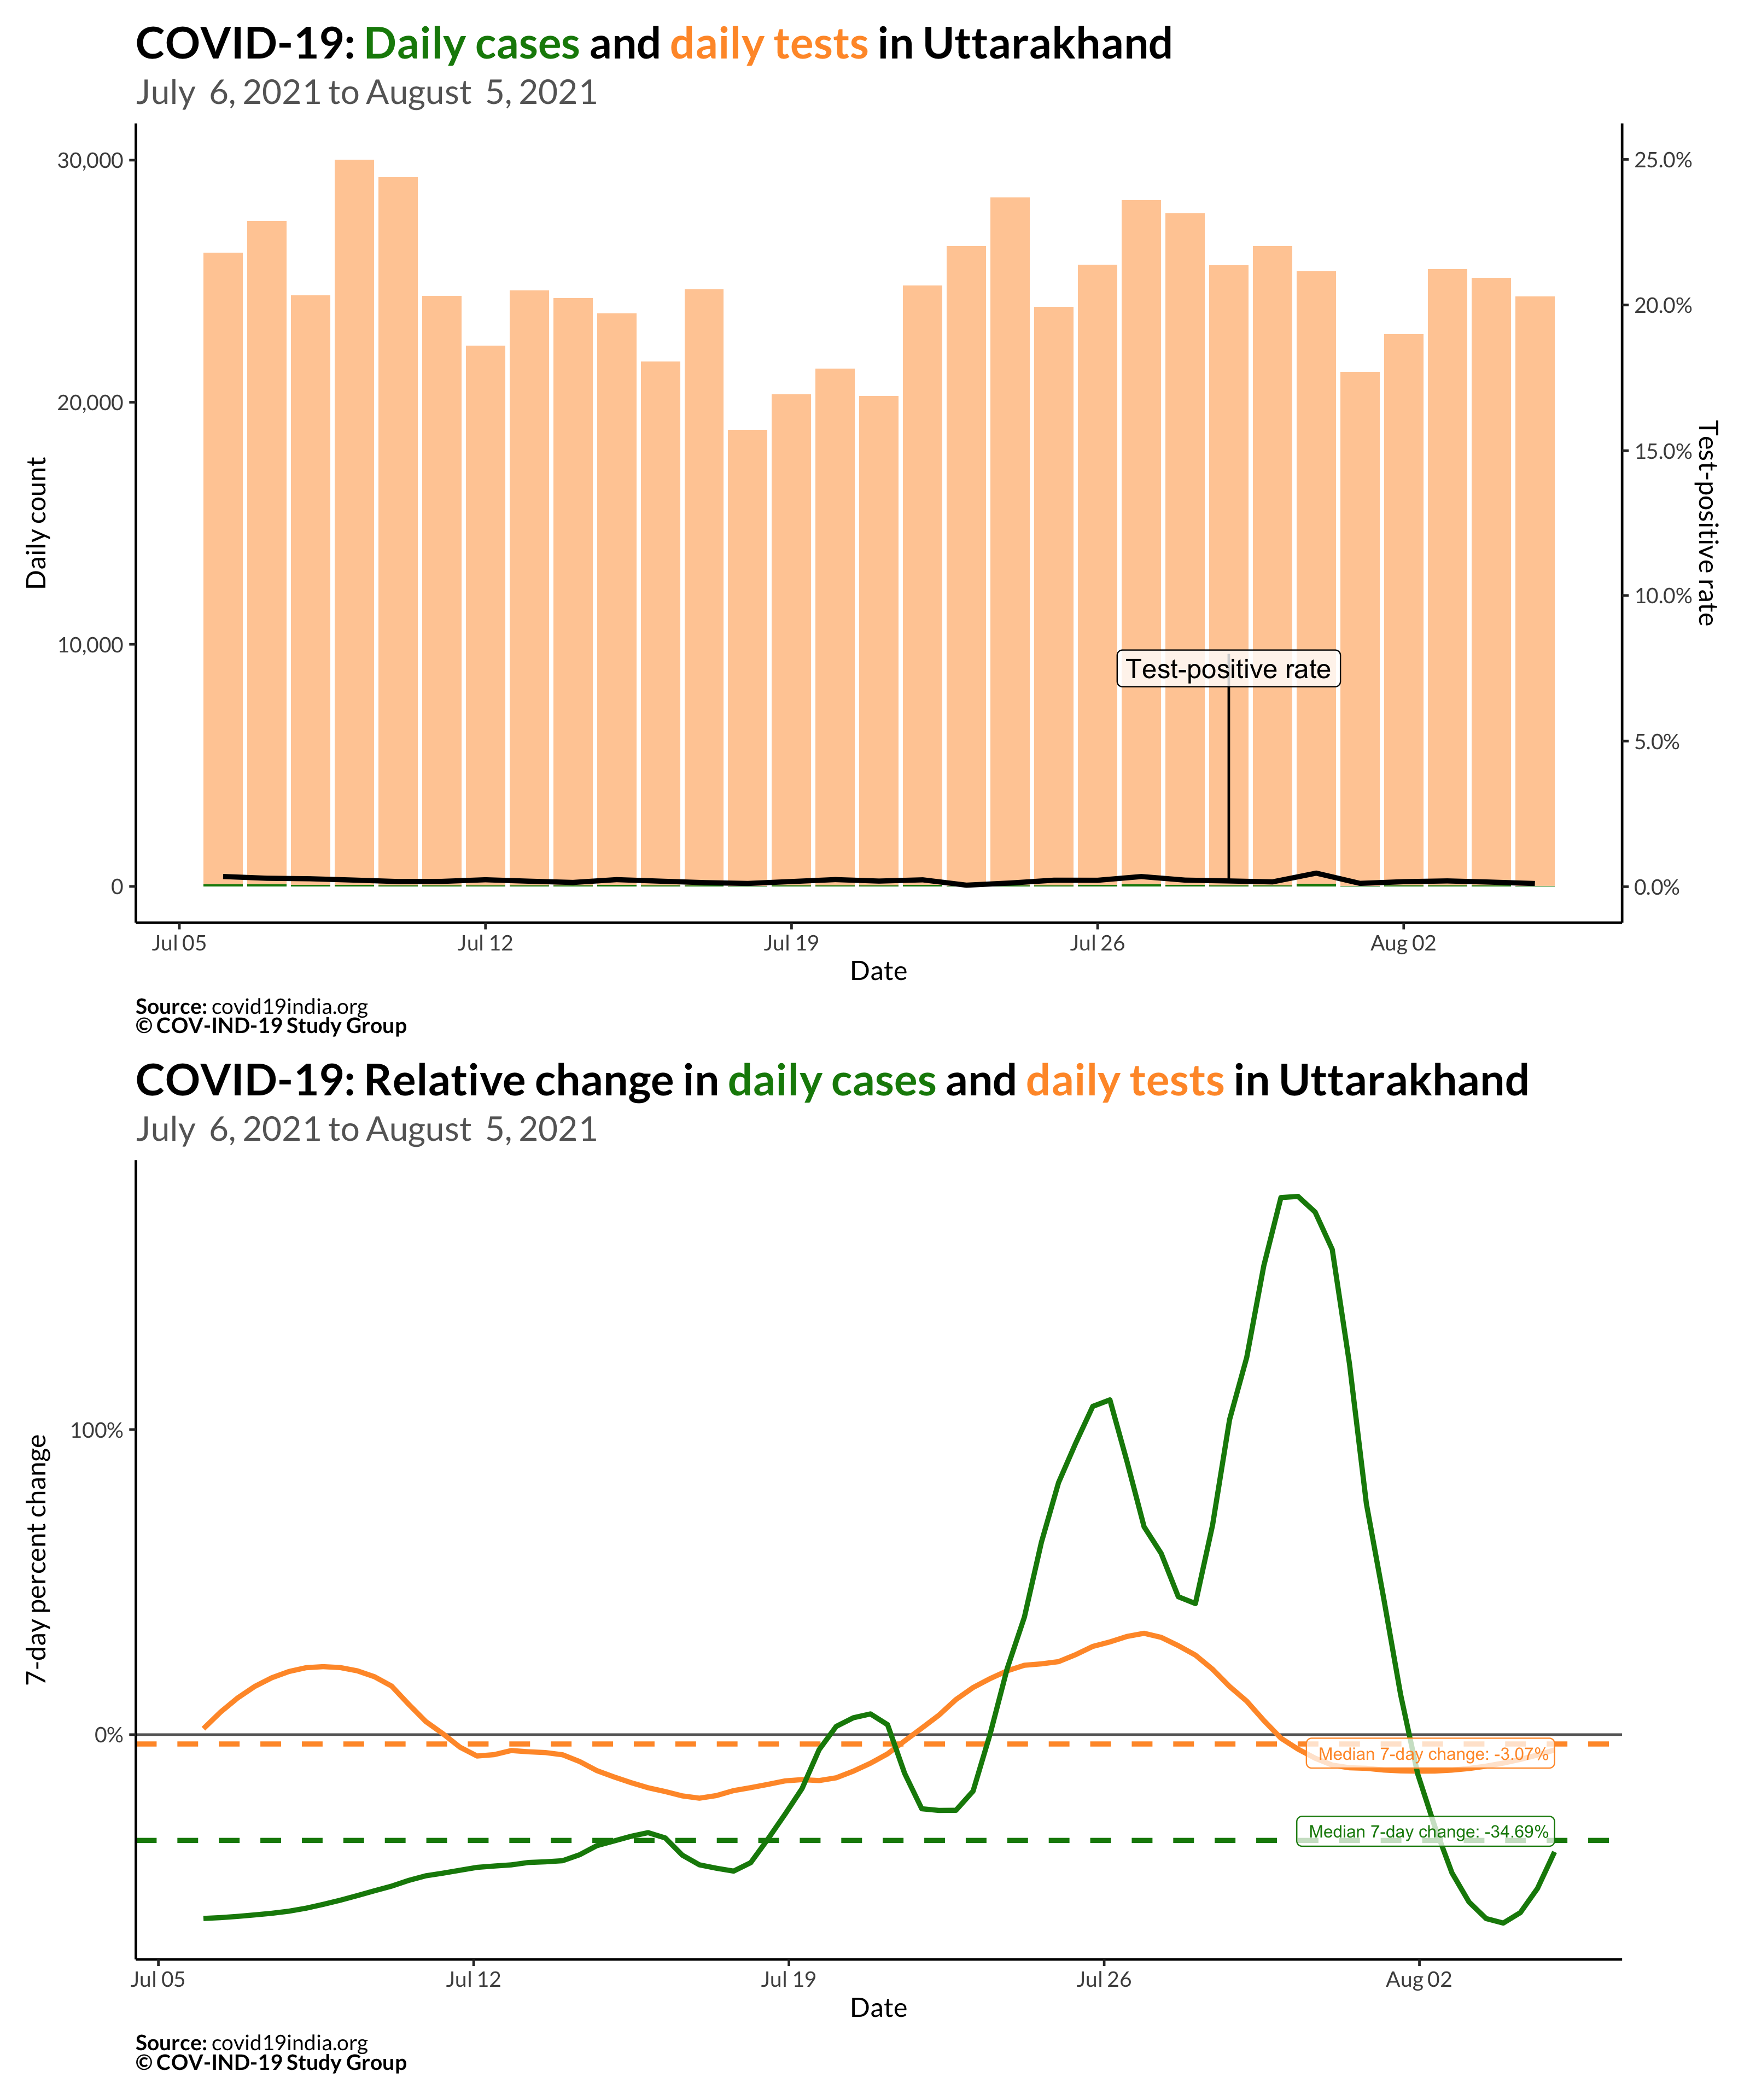 COVID-19: Daily cases and daily tests in Uttarakhand
July 6, 2021 to August 5, 2021
30,000
20,000
10,000
0
Daily count
25.0%
20.0%
15.0%
10.0%
5.0%
0.0%
Test-positive rate
Test-positive rate
Jul 05
Jul 12
Jul 19
Jul 26
Aug 02
Date
Source: covid19india.org
© COV-IND-19 Study Group
COVID-19: Relative change in daily cases and daily tests in Uttarakhand
July 6, 2021 to August 5, 2021
100%
0%
7-day percent change
Median 7-day change: -3.07%
Median 7-day change: -34.69%
Jul 05
Jul 12
Jul 19
Jul 26
Aug 02
Date
Source: covid19india.org
© COV-IND-19 Study Group